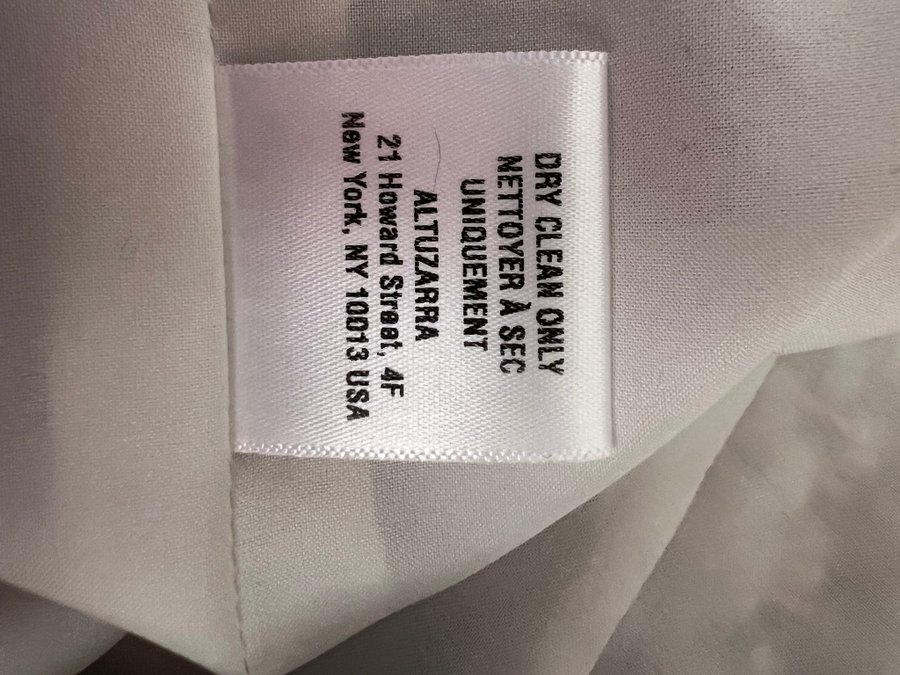 DRY CLEAN ONLY
NETTOYER À SEC
UNIQUEMENT
ALTUZARRA
21 Howard Street, 4F
New York, NY 10013 USA